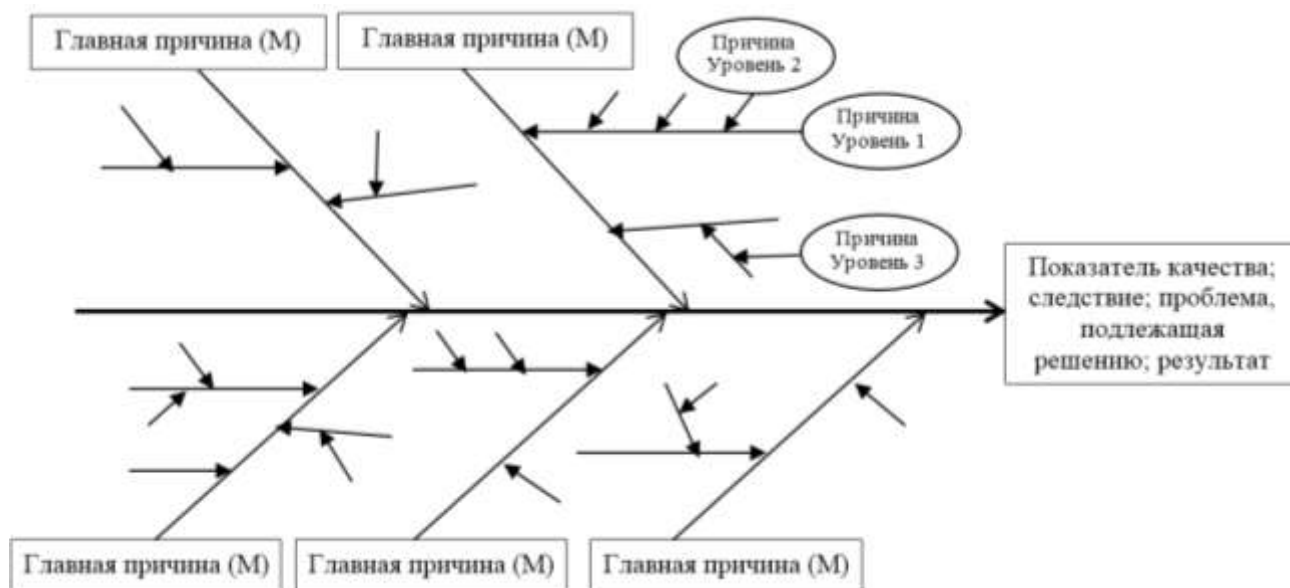 Главная причина (М)
Главная причина (М)
Причина
Уровень 2
Причина
Уровень 1
Причина
Уровень 3
Показатель качества;
следствие; проблема,
подлежащая
решению; результат
Главная причина (М)
Главная причина (М)
Главная причина (М)